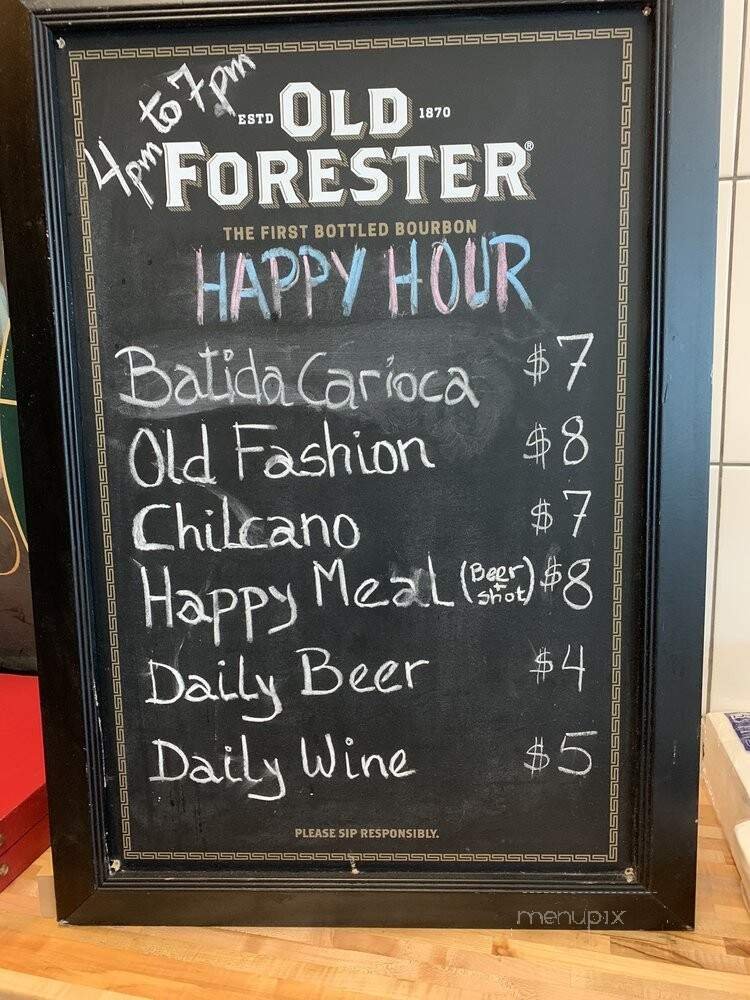 4pm to 7pm
ESTD OLD 1870
FORESTER®
THE FIRST BOTTLED BOURBON
HAPPY HOUR
Batida Carioca $7
Old Fashion $8
Chilcano $7
Happy Meal (Beer + shot) $8
Daily Beer $4
Daily Wine $5
PLEASE SIP RESPONSIBLY.
menupix